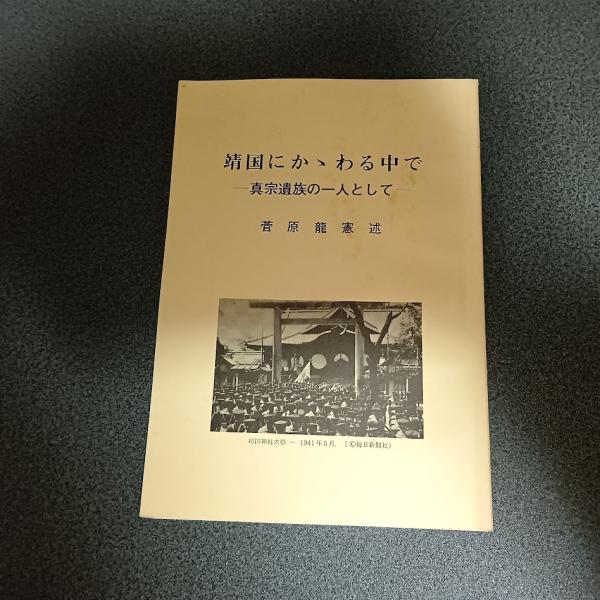 靖国にかゝわる中で
―真宗遺族の一人として―
菅原龍憲述
靖国神社大祭 － 1941年5月．（©毎日新聞社）